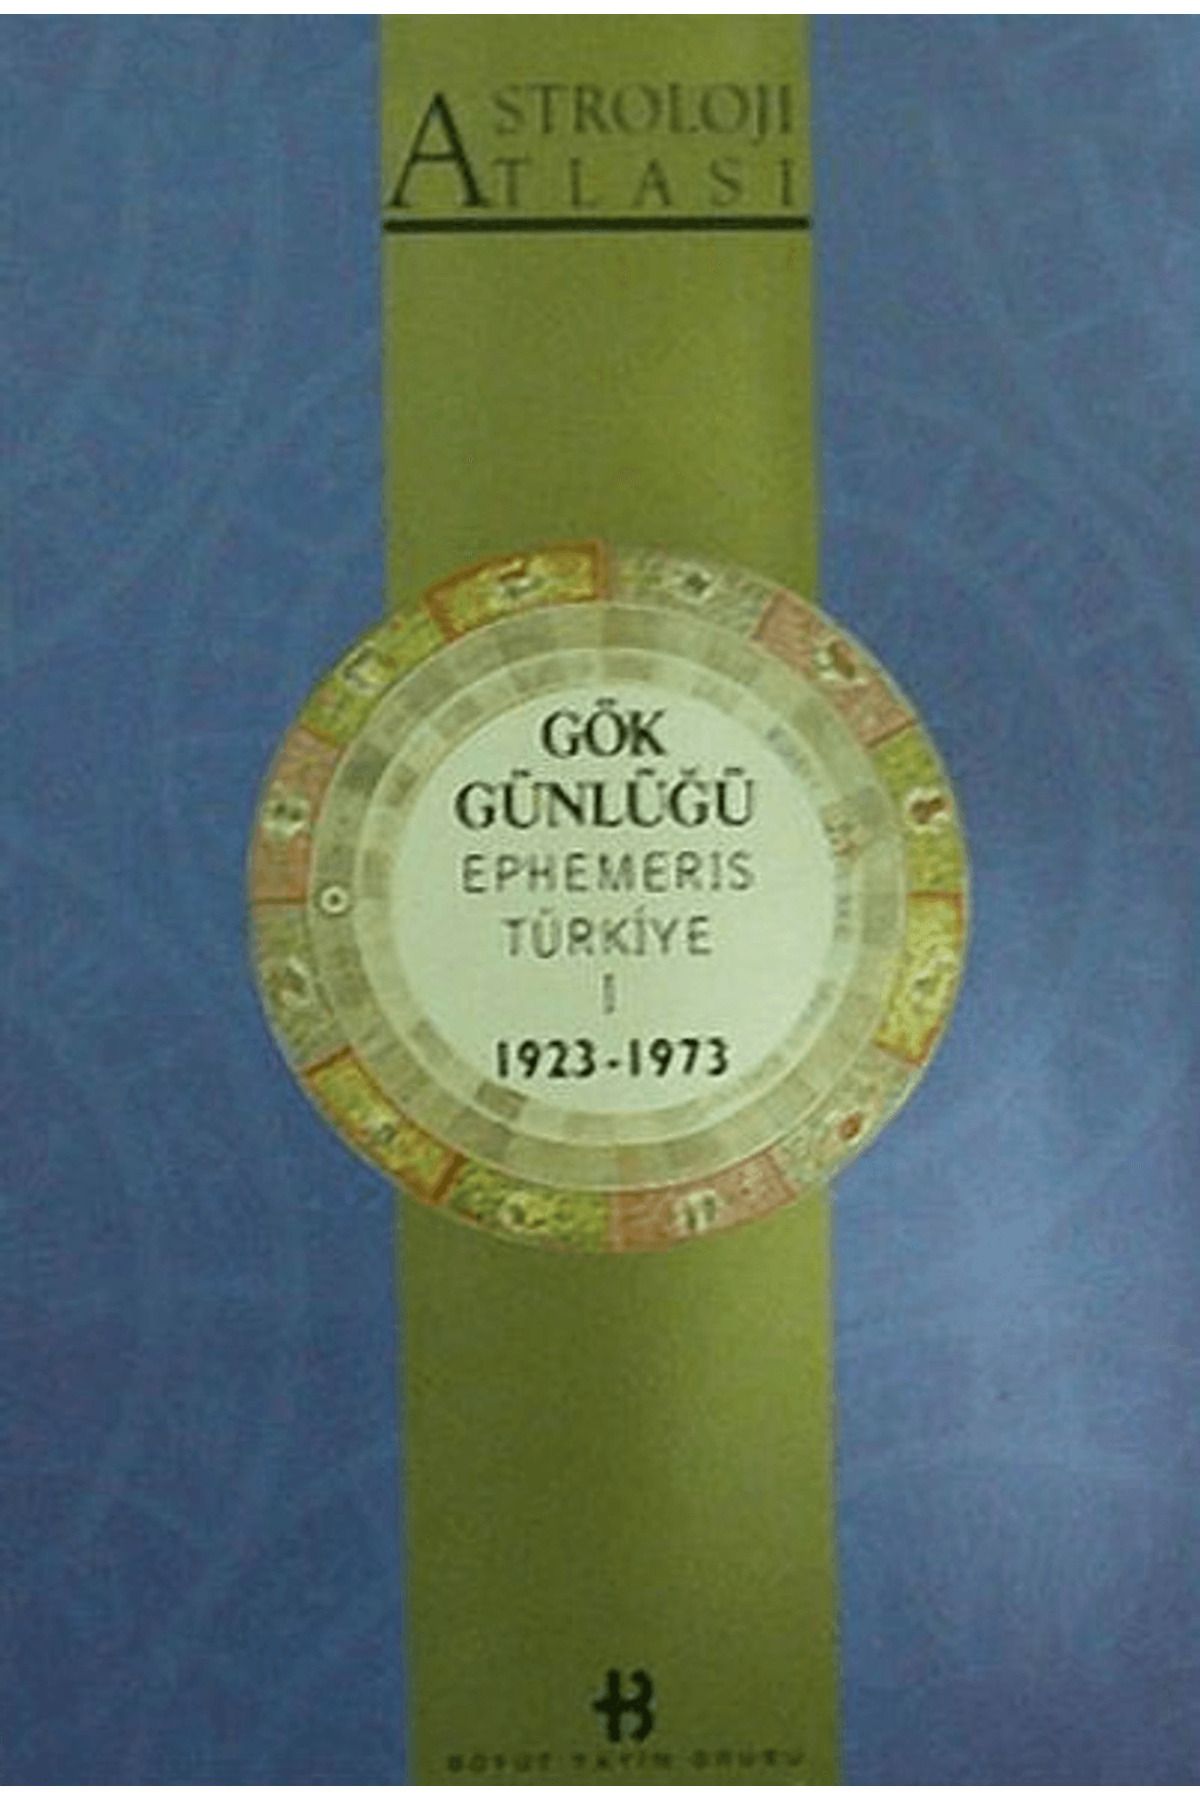 ASTROLOJI
ATLASI
GÖK
GÜNLÜĞÜ
EPHEMERIS
TÜRKİYE
I
1923-1973
BOYUT YAYIN GRUBU